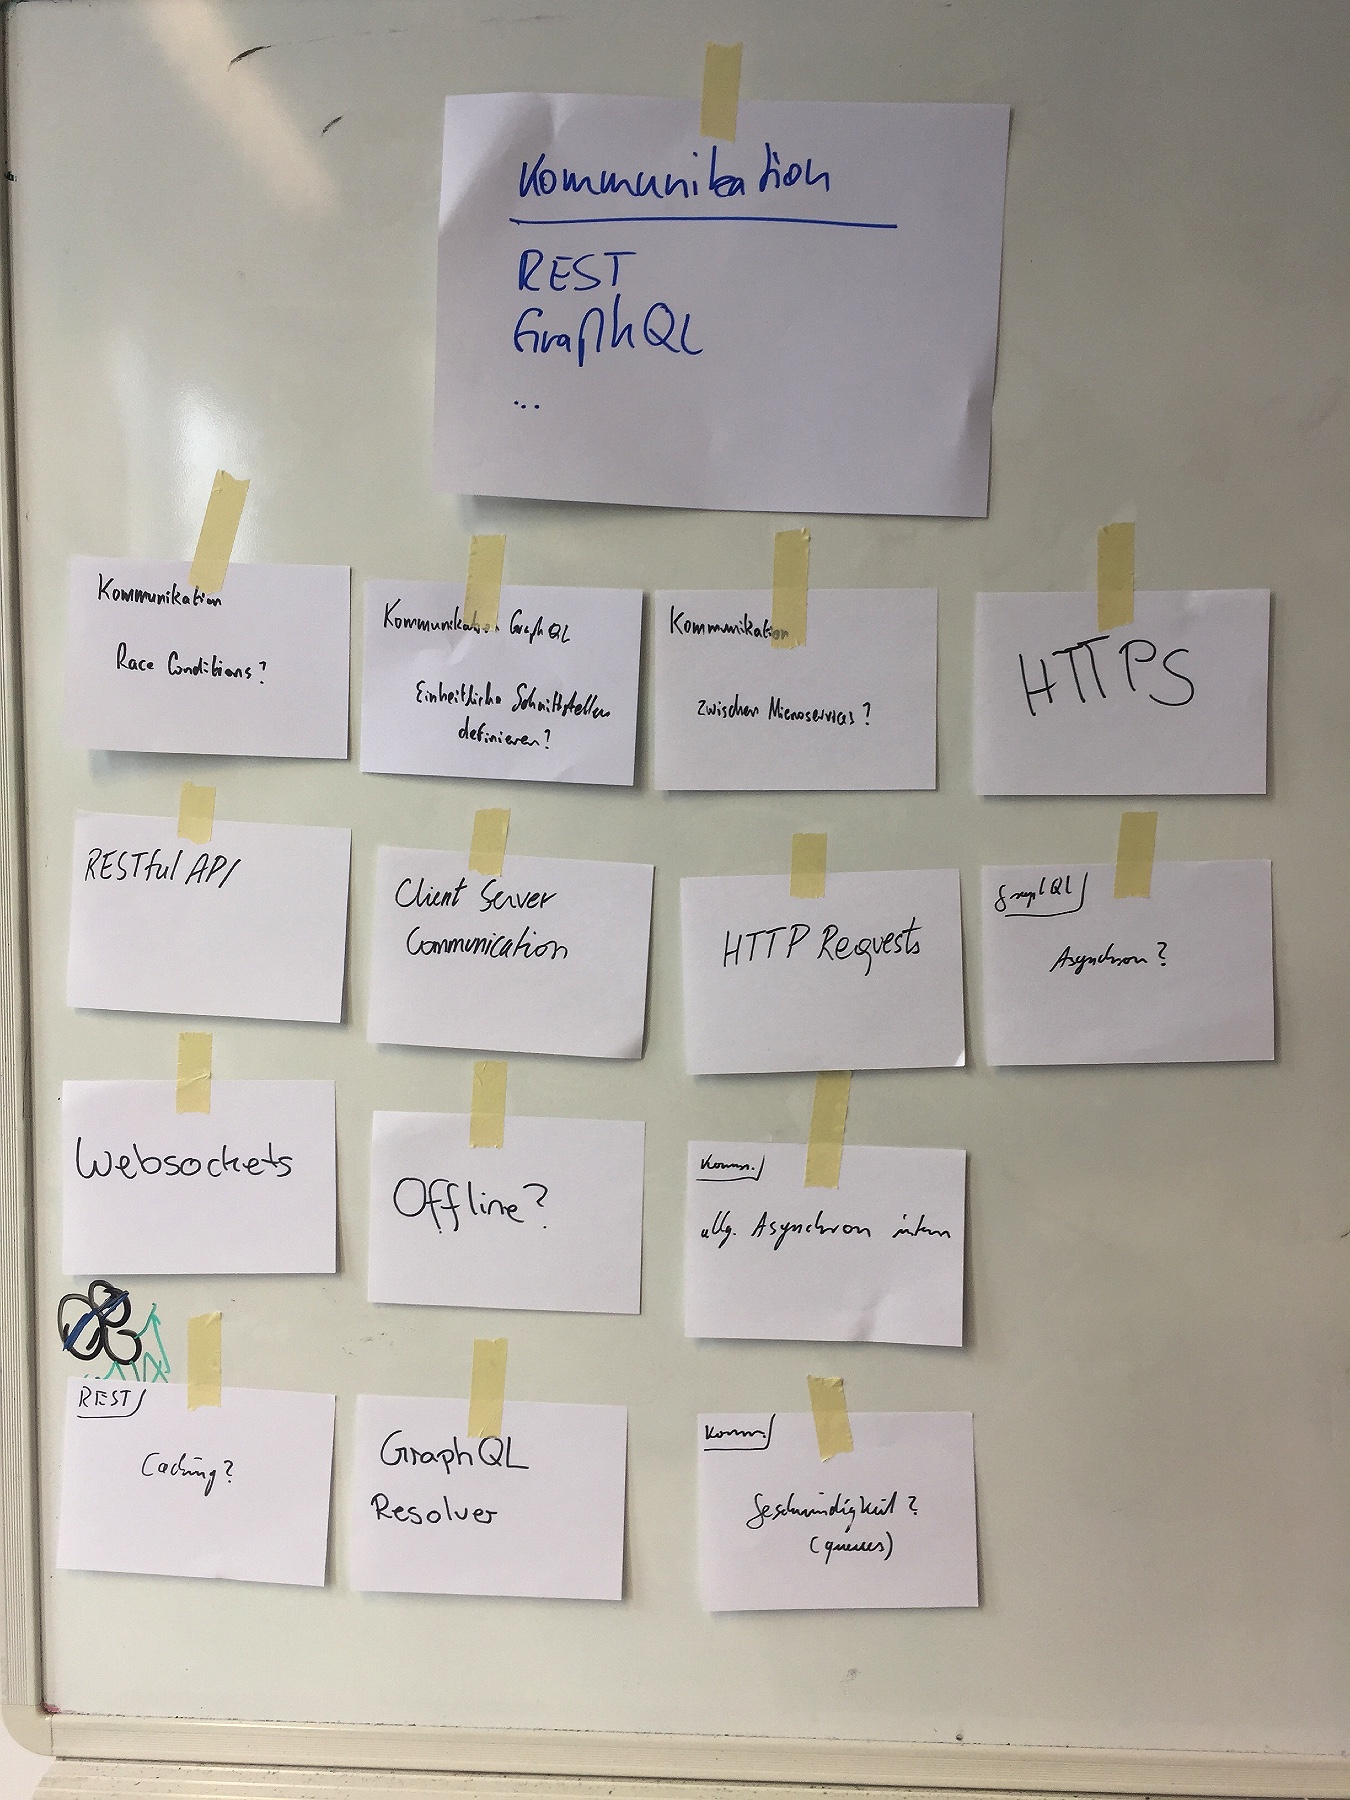 Kommunikation
REST
GraphQL
...
Kommunikation
Race Conditions?
Kommunikation GraphQL
Einheitliche Schnittstellen
definieren?
Kommunikation
zwischen Microservices?
HTTPS
RESTful API
Client Server
Communication
HTTP Requests
GraphQL
Asynchron?
Websockets
Offline?
Komm.
allg. Asynchron intern
REST
Caching?
GraphQL
Resolver
Komm.
Geschwindigkeit?
(queues)